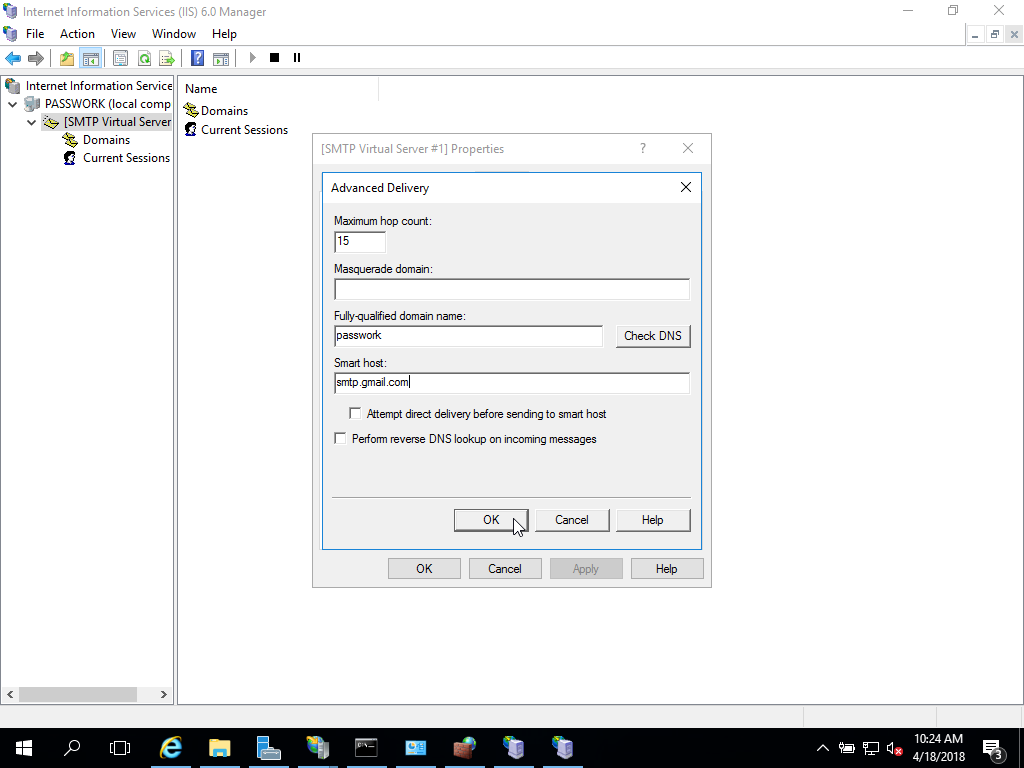 Internet Information Services (IIS) 6.0 Manager
File Action View Window Help
Internet Information Service
PASSWORK (local comp
[SMTP Virtual Server
Domains
Current Sessions
Name
Domains
Current Sessions
[SMTP Virtual Server #1] Properties
?
Advanced Delivery
Maximum hop count:
15
Masquerade domain:
Fully-qualified domain name:
passwork
Check DNS
Smart host:
smtp.gmail.com
Attempt direct delivery before sending to smart host
Perform reverse DNS lookup on incoming messages
OK Cancel Help
OK Cancel Apply Help
10:24 AM
4/18/2018
3